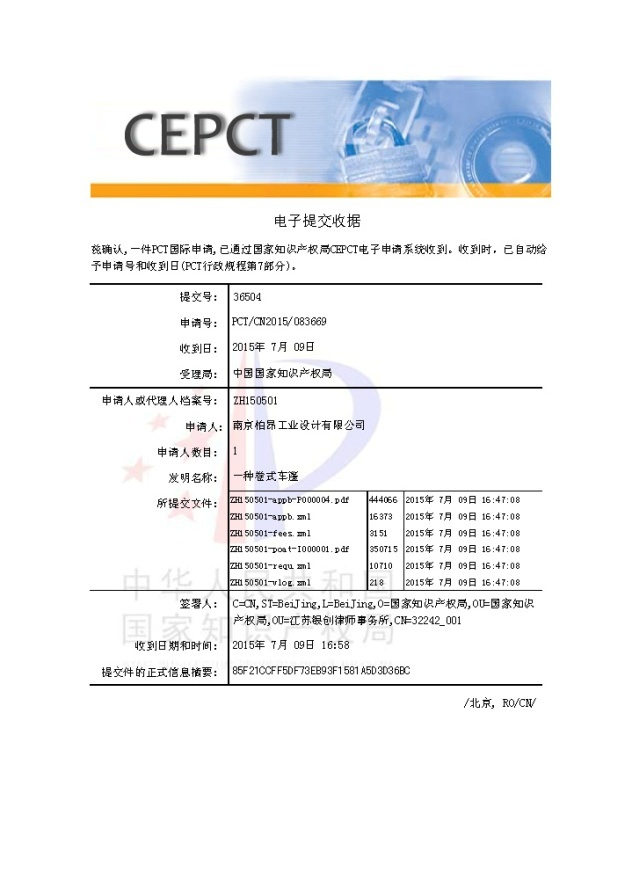 CEPCT
电子提交收据
兹确认,一件PCT国际申请,已通过国家知识产权局CEPCT电子申请系统收到。收到时，已自动给
予申请号和收到日(PCT行政规程第7部分)。
提交号： 36504
申请号： PCT/CN2015/083669
收到日： 2015年 7月 09日
受理局： 中国国家知识产权局
申请人或代理人档案号： ZH150501
申请人： 南京柏昂工业设计有限公司
申请人数目： 1
发明名称： 一种卷式车篷
所提交文件： ZH150501-appb-P000004.pdf 444066 2015年 7月 09日 16:47:08
ZH150501-appb.xml 16373 2015年 7月 09日 16:47:08
ZH150501-fees.xml 3151 2015年 7月 09日 16:47:08
ZH150501-poat-I000001.pdf 350715 2015年 7月 09日 16:47:08
ZH150501-requ.xml 10710 2015年 7月 09日 16:47:08
ZH150501-vlog.xml 218 2015年 7月 09日 16:47:08
中华人民共和国
国家知识产权局
签署人： C=CN,ST=BeiJing,L=BeiJing,O=国家知识产权局,OU=国家知识
产权局,OU=江苏银创律师事务所,CN=32242_001
收到日期和时间： 2015年 7月 09日 16:58
提交件的正式信息摘要： 85F21CCFF5DF73EB93F1581A5D3D36BC
/北京, RO/CN/